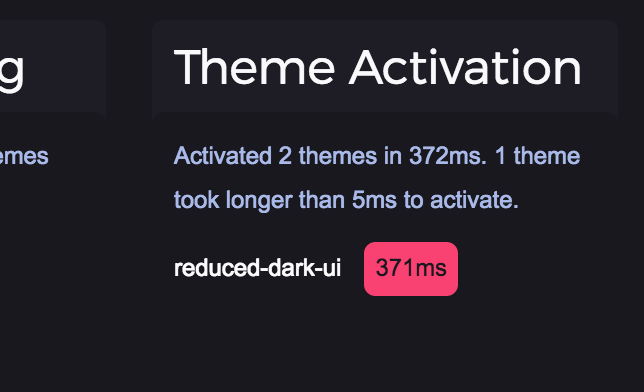 g
Theme Activation
emes
Activated 2 themes in 372ms. 1 theme
took longer than 5ms to activate.
reduced-dark-ui 371ms